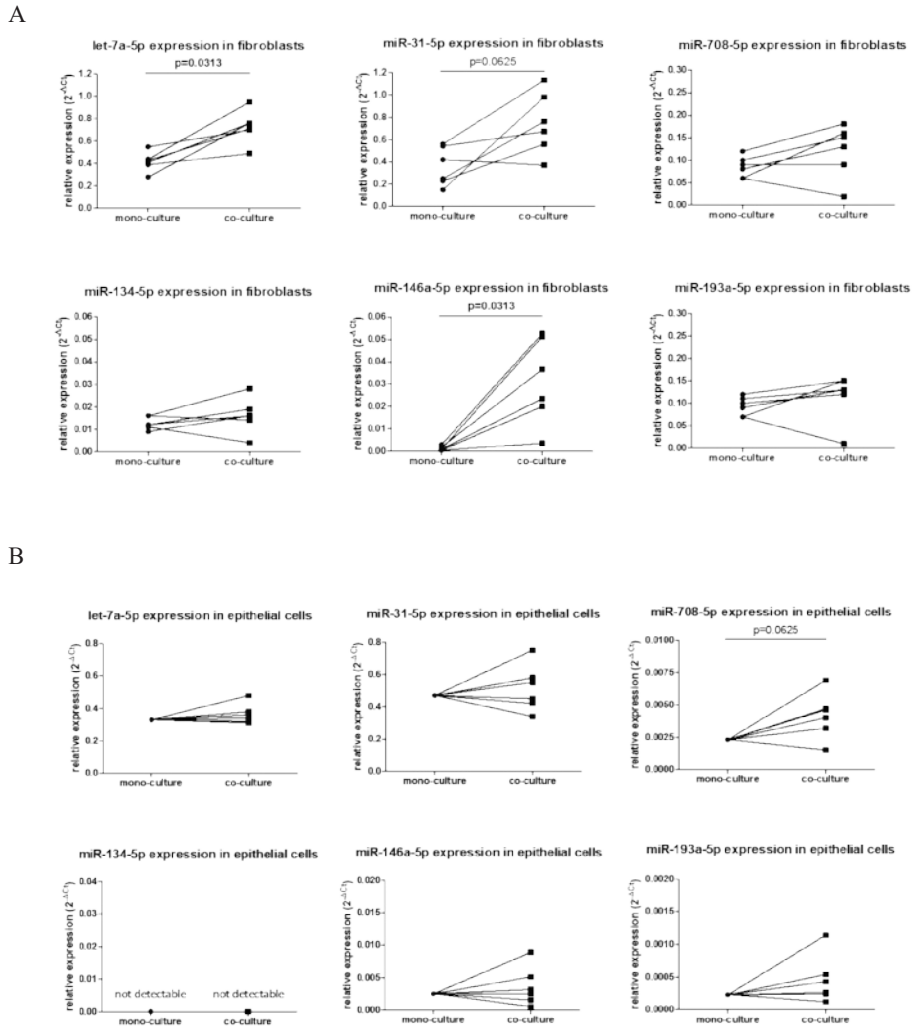 A
let-7a-5p expression in fibroblasts
p=0.0313
relative expression (2^-ΔCt)
1.2
1.0
0.8
0.6
0.4
0.2
0.0
mono-culture co-culture
miR-31-5p expression in fibroblasts
p=0.0625
relative expression (2^-ΔCt)
1.2
1.0
0.8
0.6
0.4
0.2
0.0
mono-culture co-culture
miR-708-5p expression in fibroblasts
relative expression (2^-ΔCt)
0.30
0.25
0.20
0.15
0.10
0.05
0.00
mono-culture co-culture
miR-134-5p expression in fibroblasts
relative expression (2^-ΔCt)
0.06
0.05
0.04
0.03
0.02
0.01
0.00
mono-culture co-culture
miR-146a-5p expression in fibroblasts
p=0.0313
relative expression (2^-ΔCt)
0.06
0.05
0.04
0.03
0.02
0.01
0.00
mono-culture co-culture
miR-193a-5p expression in fibroblasts
relative expression (2^-ΔCt)
0.30
0.25
0.20
0.15
0.10
0.05
0.00
mono-culture co-culture
B
let-7a-5p expression in epithelial cells
relative expression (2^-ΔCt)
0.8
0.6
0.4
0.2
0.0
mono-culture co-culture
miR-31-5p expression in epithelial cells
relative expression (2^-ΔCt)
0.8
0.6
0.4
0.2
0.0
mono-culture co-culture
miR-708-5p expression in epithelial cells
p=0.0625
relative expression (2^-ΔCt)
0.0100
0.0075
0.0050
0.0025
0.0000
mono-culture co-culture
miR-134-5p expression in epithelial cells
relative expression (2^-ΔCt)
0.04
0.03
0.02
0.01
0.00
not detectable not detectable
mono-culture co-culture
miR-146a-5p expression in epithelial cells
relative expression (2^-ΔCt)
0.020
0.015
0.010
0.005
0.000
mono-culture co-culture
miR-193a-5p expression in epithelial cells
relative expression (2^-ΔCt)
0.0020
0.0015
0.0010
0.0005
0.0000
mono-culture co-culture